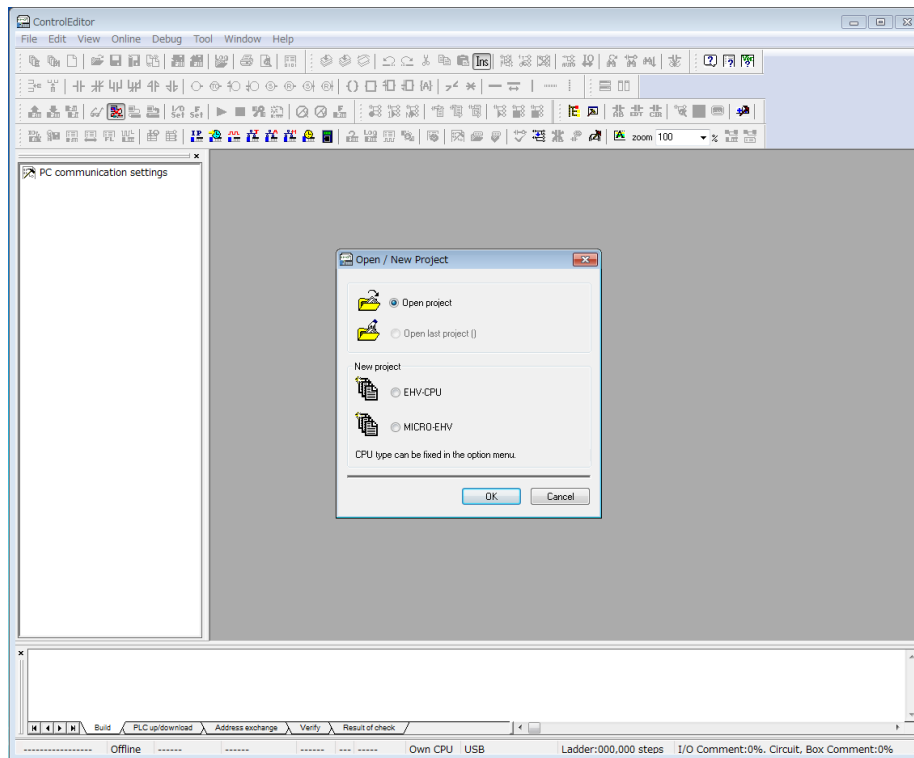 ControlEditor
File Edit View Online Debug Tool Window Help
Ins
zoom 100 %
PC communication settings
Open / New Project
Open project
Open last project ()
New project
EHV-CPU
MICRO-EHV
CPU type can be fixed in the option menu.
OK Cancel
Build PLC up/download Address exchange Verify Result of check
----------------- Offline ------ ------ ------ --- ----- Own CPU USB Ladder:000,000 steps I/O Comment:0%. Circuit, Box Comment:0%